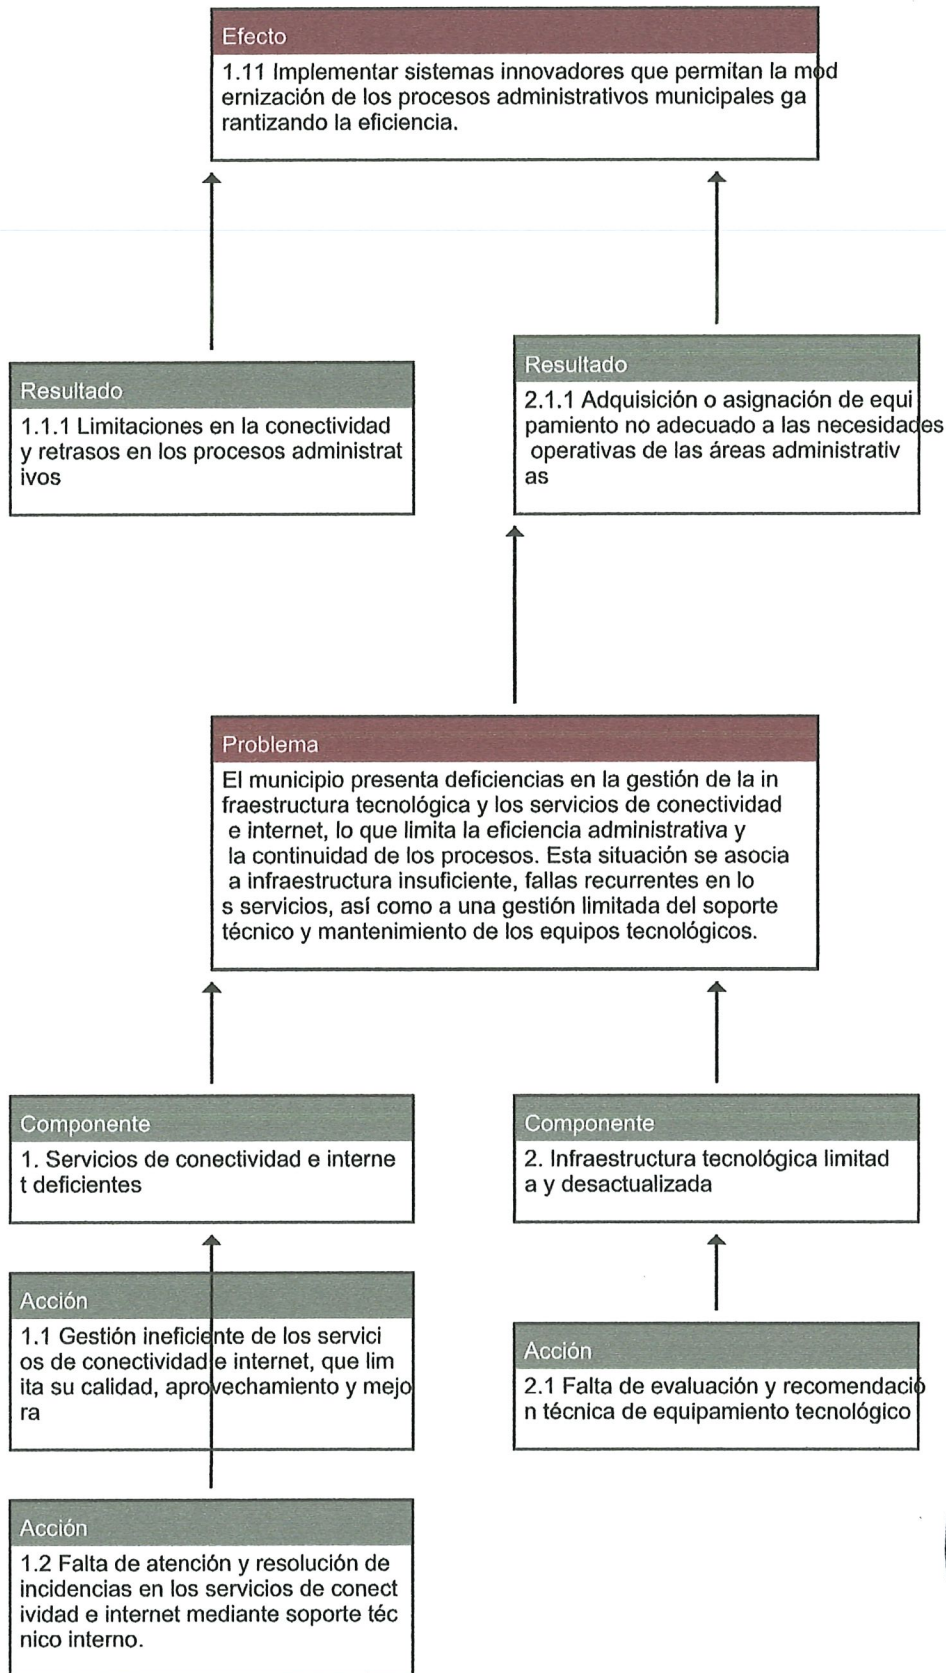 Efecto
1.11 Implementar sistemas innovadores que permitan la mod
ernización de los procesos administrativos municipales ga
rantizando la eficiencia.
Resultado
1.1.1 Limitaciones en la conectividad
y retrasos en los procesos administrat
ivos
Resultado
2.1.1 Adquisición o asignación de equi
pamiento no adecuado a las necesidades
operativas de las áreas administrativ
as
Problema
El municipio presenta deficiencias en la gestión de la in
fraestructura tecnológica y los servicios de conectividad
e internet, lo que limita la eficiencia administrativa y
la continuidad de los procesos. Esta situación se asocia
a infraestructura insuficiente, fallas recurrentes en lo
s servicios, así como a una gestión limitada del soporte
técnico y mantenimiento de los equipos tecnológicos.
Componente
1. Servicios de conectividad e interne
t deficientes
Componente
2. Infraestructura tecnológica limitad
a y desactualizada
Acción
1.1 Gestión ineficiente de los servici
os de conectividad e internet, que lim
ita su calidad, aprovechamiento y mejo
ra
Acción
2.1 Falta de evaluación y recomendació
n técnica de equipamiento tecnológico
Acción
1.2 Falta de atención y resolución de
incidencias en los servicios de conect
ividad e internet mediante soporte téc
nico interno.